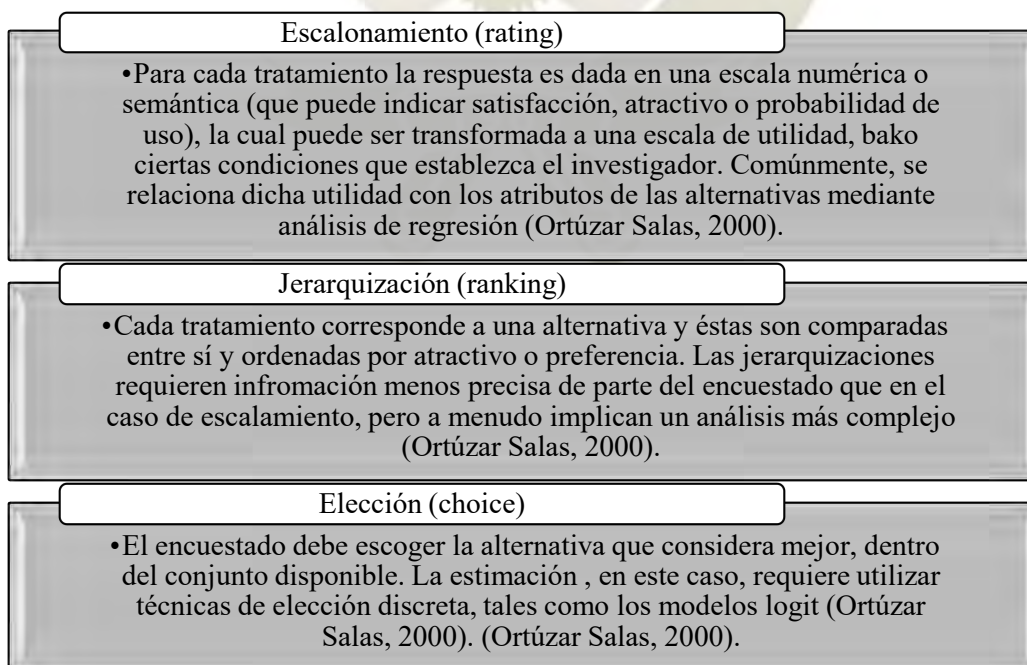 Escalonamiento (rating)
•Para cada tratamiento la respuesta es dada en una escala numérica o
semántica (que puede indicar satisfacción, atractivo o probabilidad de
uso), la cual puede ser transformada a una escala de utilidad, bako
ciertas condiciones que establezca el investigador. Comúnmente, se
relaciona dicha utilidad con los atributos de las alternativas mediante
análisis de regresión (Ortúzar Salas, 2000).
Jerarquización (ranking)
•Cada tratamiento corresponde a una alternativa y éstas son comparadas
entre sí y ordenadas por atractivo o preferencia. Las jerarquizaciones
requieren infromación menos precisa de parte del encuestado que en el
caso de escalamiento, pero a menudo implican un análisis más complejo
(Ortúzar Salas, 2000).
Elección (choice)
•El encuestado debe escoger la alternativa que considera mejor, dentro
del conjunto disponible. La estimación , en este caso, requiere utilizar
técnicas de elección discreta, tales como los modelos logit (Ortúzar
Salas, 2000). (Ortúzar Salas, 2000).